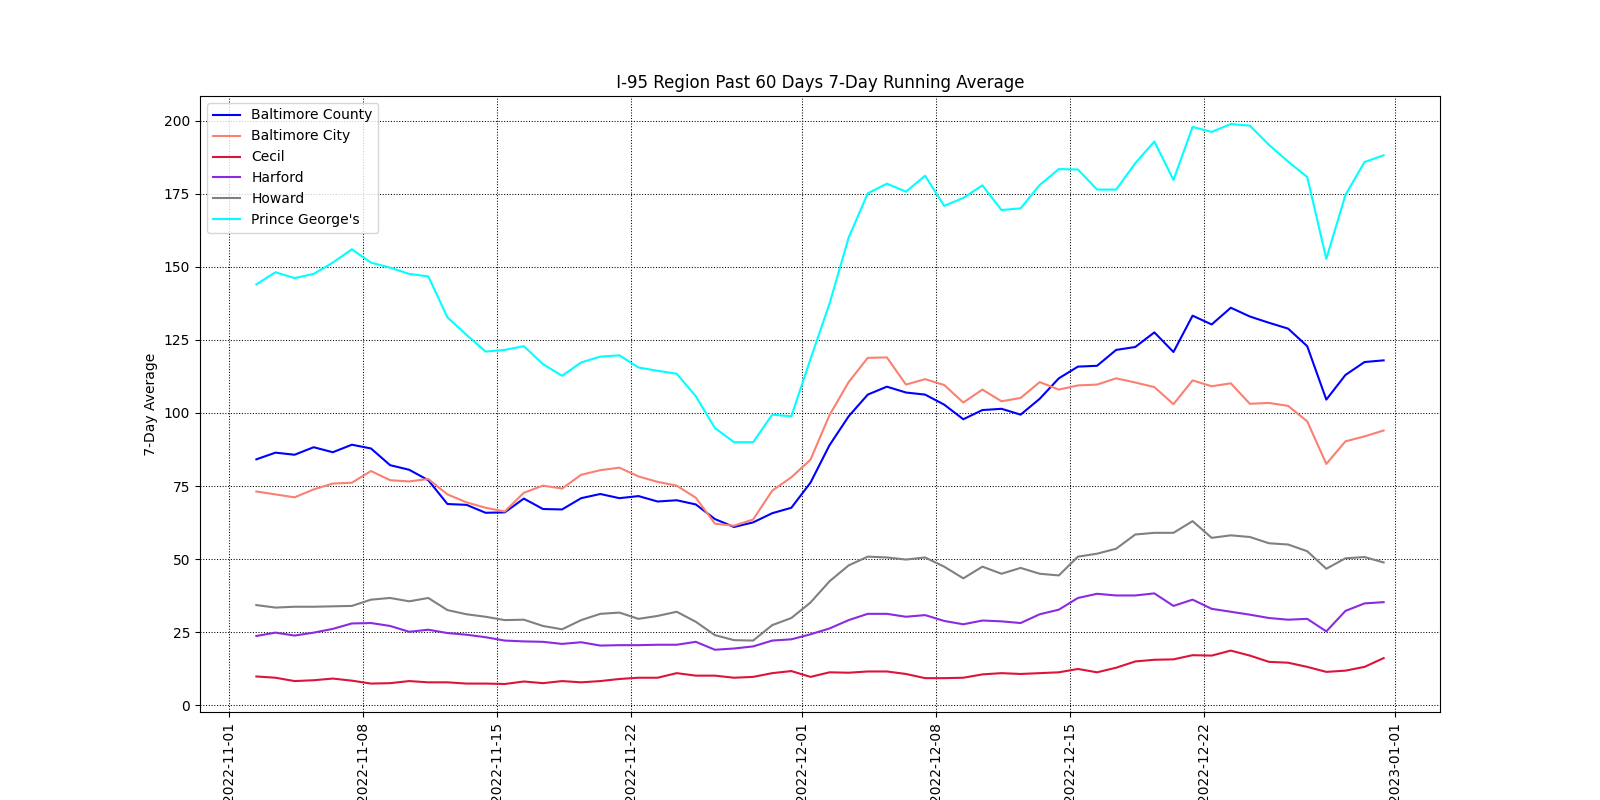 I-95 Region Past 60 Days 7-Day Running Average
Baltimore County
Baltimore City
Cecil
Harford
Howard
Prince George's
7-Day Average
200
175
150
125
100
75
50
25
0
2022-11-01
2022-11-08
2022-11-15
2022-11-22
2022-12-01
2022-12-08
2022-12-15
2022-12-22
2023-01-01